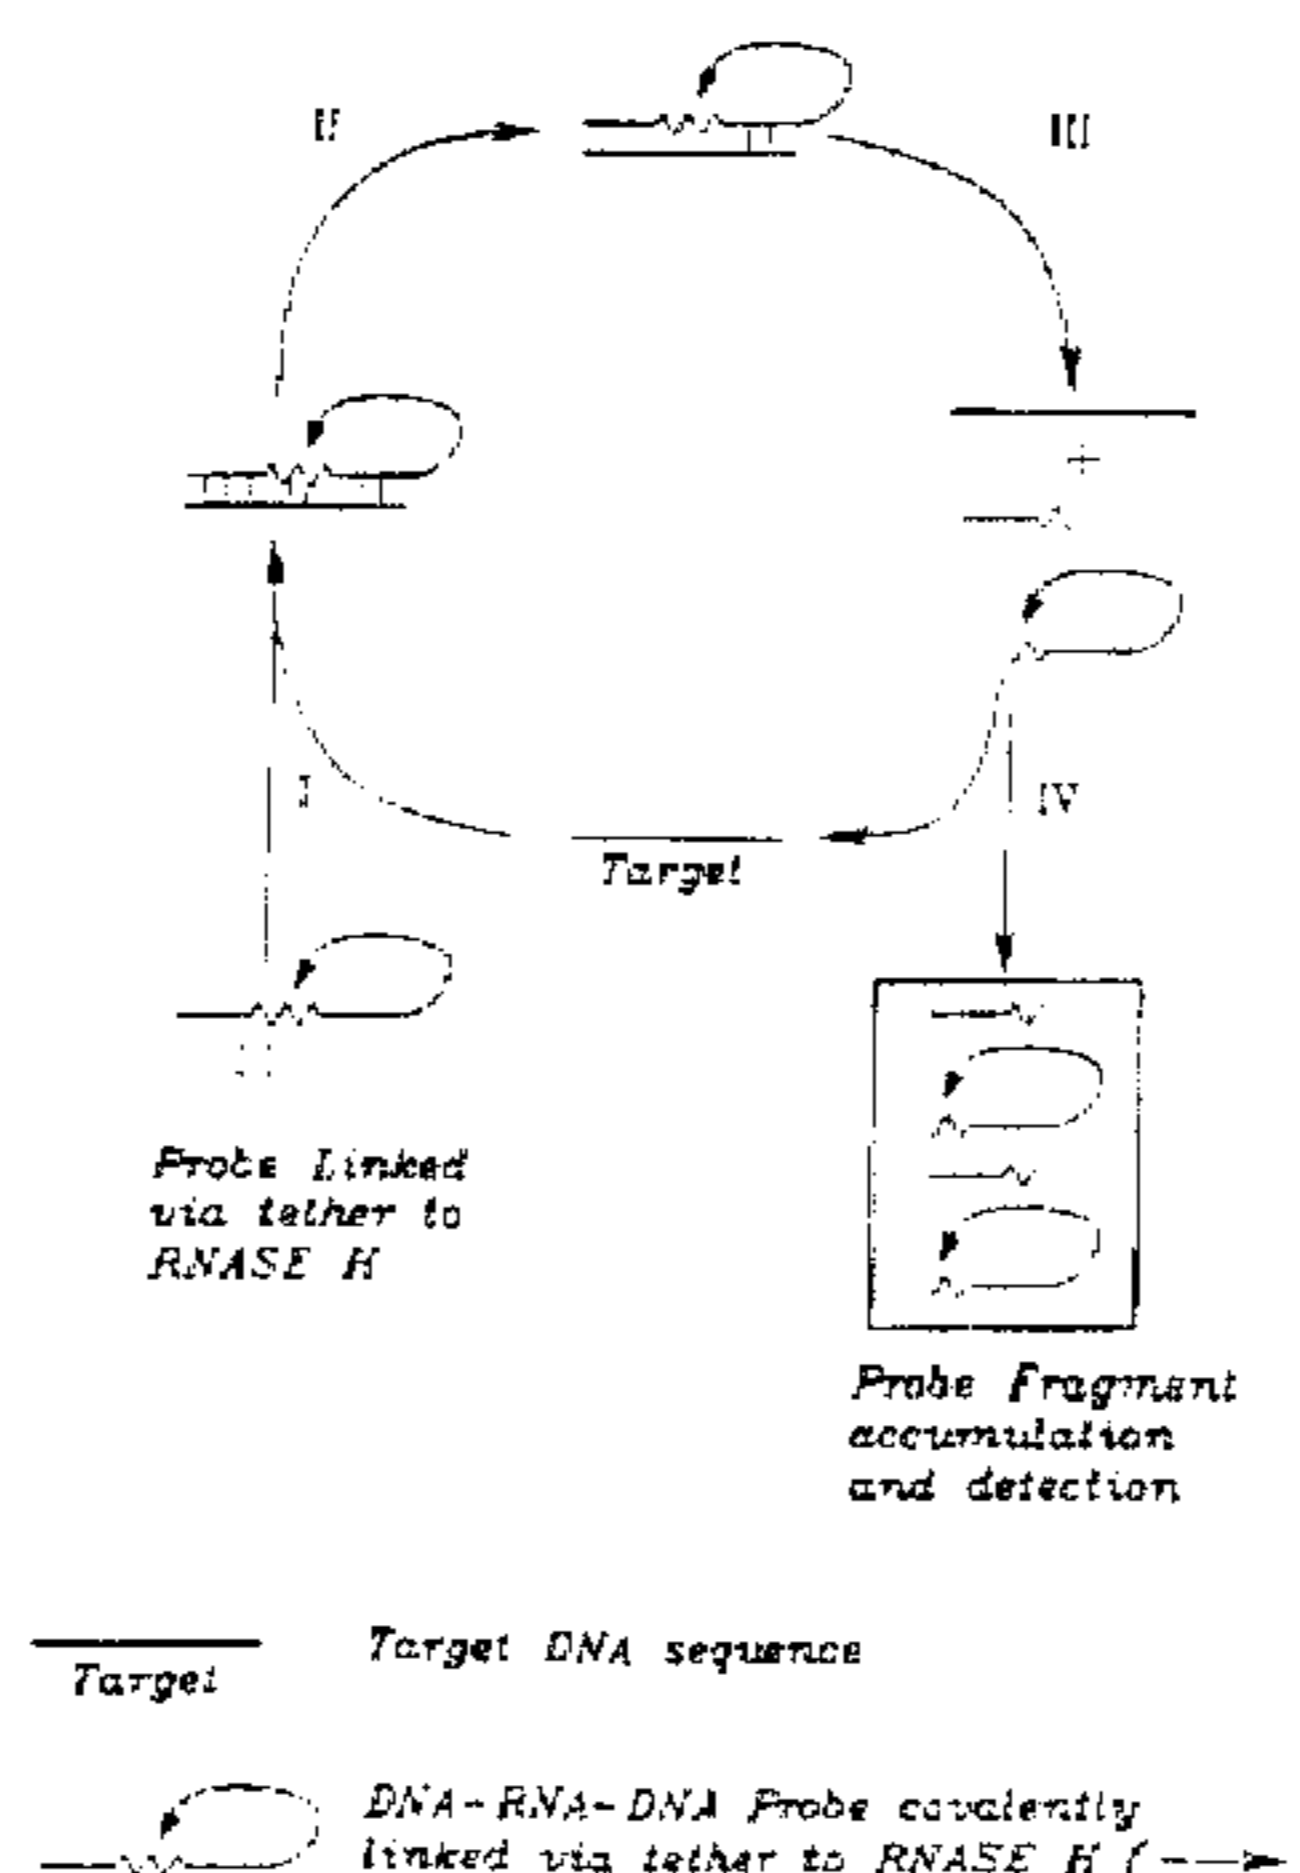 II
III
I
IV
Target
Probe Linked
via tether to
RNASE H
Probe Fragment
accumulation
and detection
Target DNA sequence
Target
DNA-RNA-DNA Probe covalently
linked via tether to RNASE H (